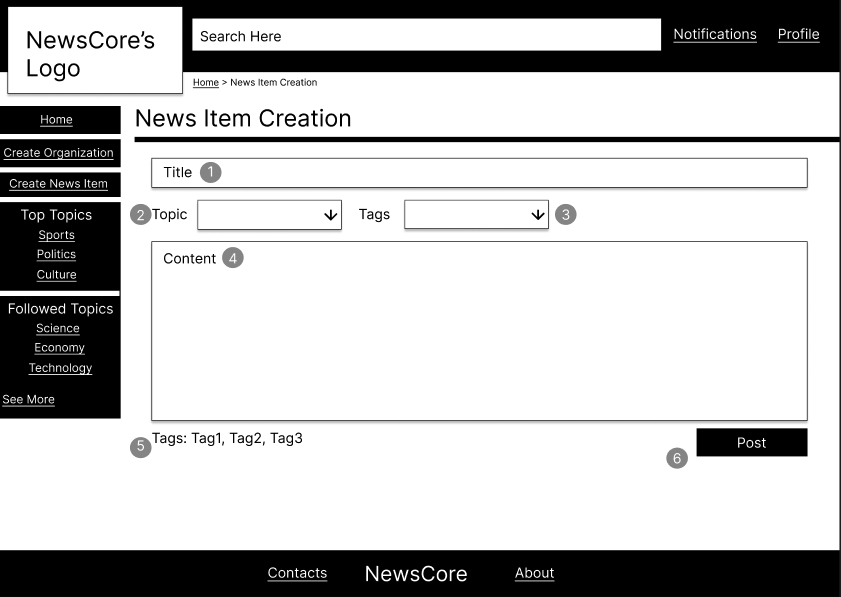 NewsCore's
Logo
Search Here
Notifications
Profile
Home > News Item Creation
Home
Create Organization
Create News Item
Top Topics
Sports
Politics
Culture
Followed Topics
Science
Economy
Technology
See More
News Item Creation
Title 1
2 Topic
Tags 3
Content 4
5 Tags: Tag1, Tag2, Tag3
6 Post
Contacts
NewsCore
About